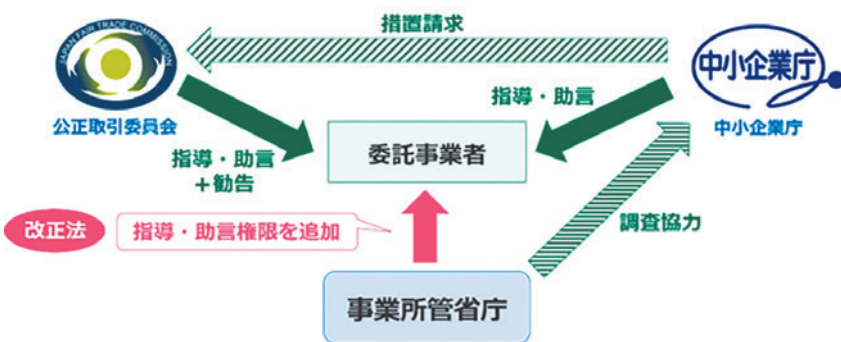 措置請求
JAPAN FAIR TRADE COMMISSION
中小企業庁
公正取引委員会
指導・助言
中小企業庁
委託事業者
指導・助言
+勧告
改正法
指導・助言権限を追加
調査協力
事業所管省庁